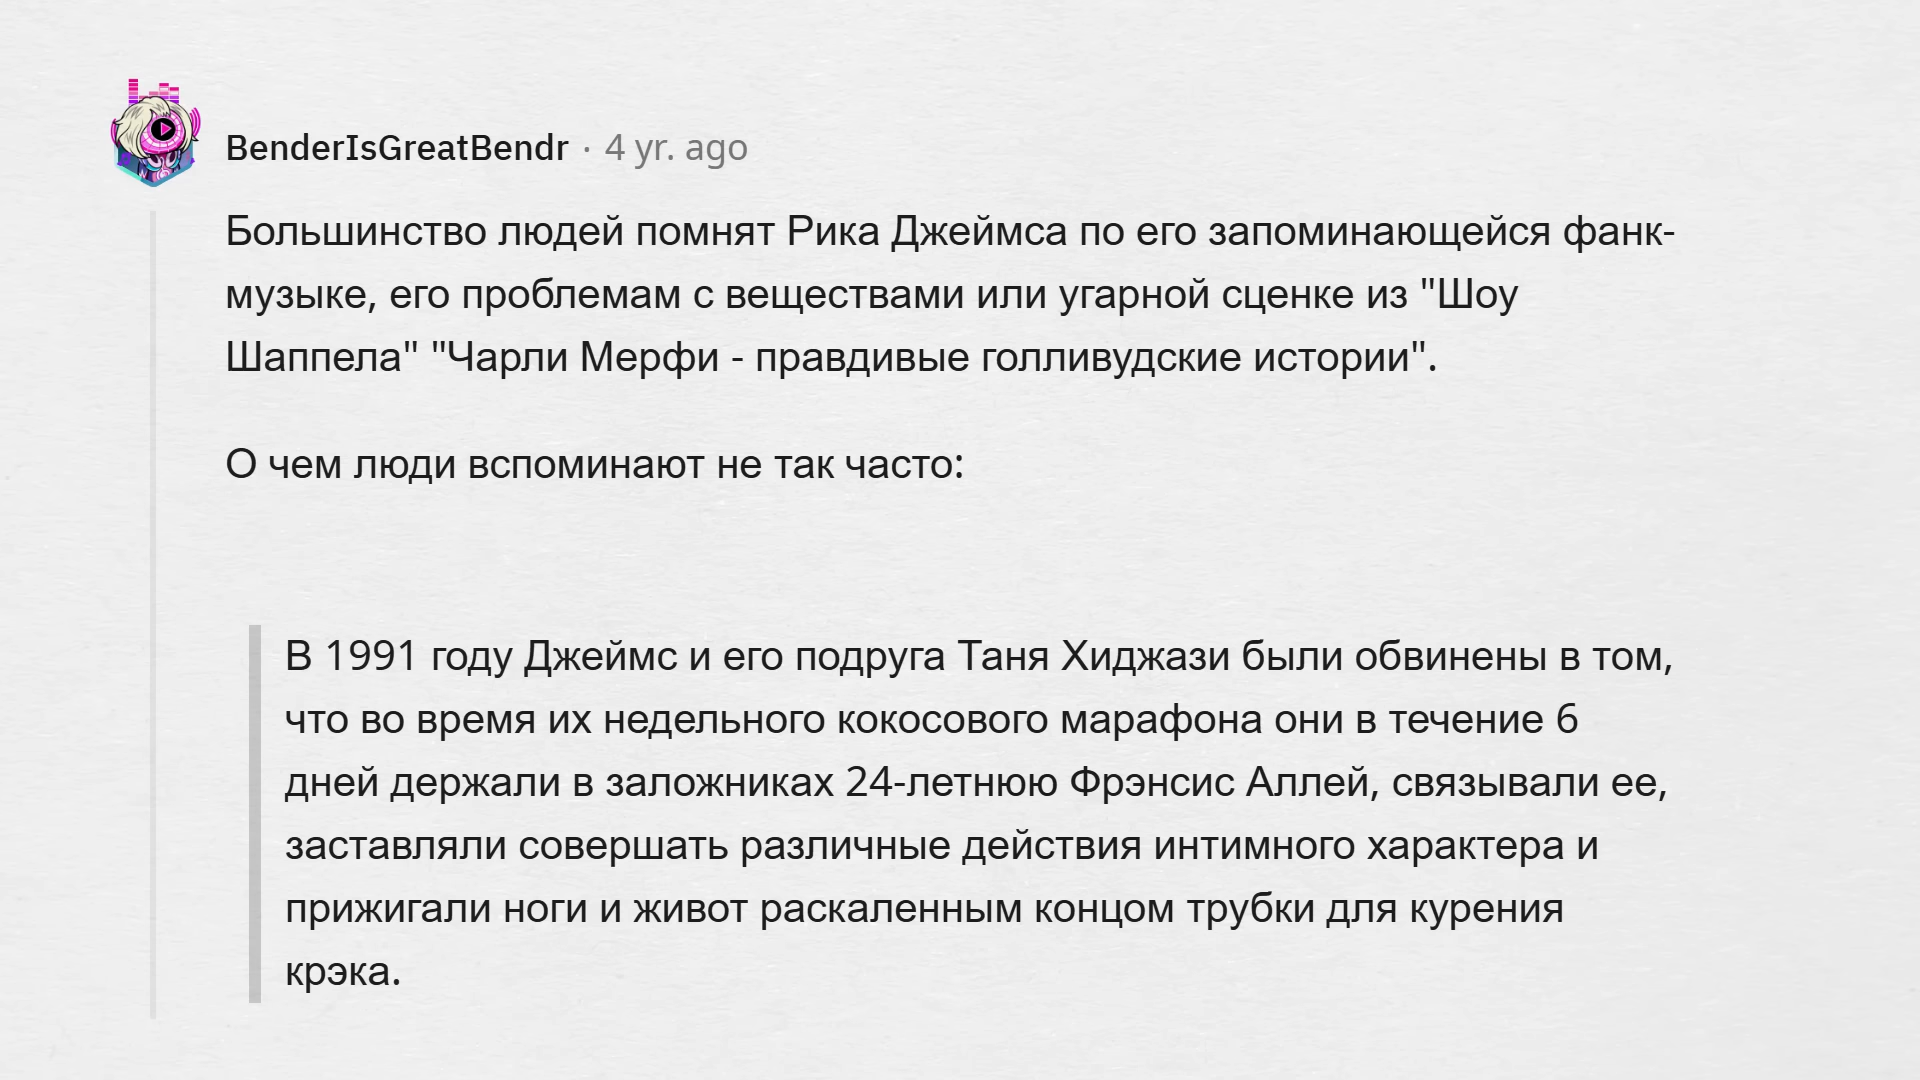 BenderIsGreatBendr · 4 yr. ago
Большинство людей помнят Рика Джеймса по его запоминающейся фанк-
музыке, его проблемам с веществами или угарной сценке из "Шоу
Шаппела" "Чарли Мерфи - правдивые голливудские истории".
О чем люди вспоминают не так часто:
В 1991 году Джеймс и его подруга Таня Хиджази были обвинены в том,
что во время их недельного кокосового марафона они в течение 6
дней держали в заложниках 24-летнюю Фрэнсис Аллей, связывали ее,
заставляли совершать различные действия интимного характера и
прижигали ноги и живот раскаленным концом трубки для курения
крэка.